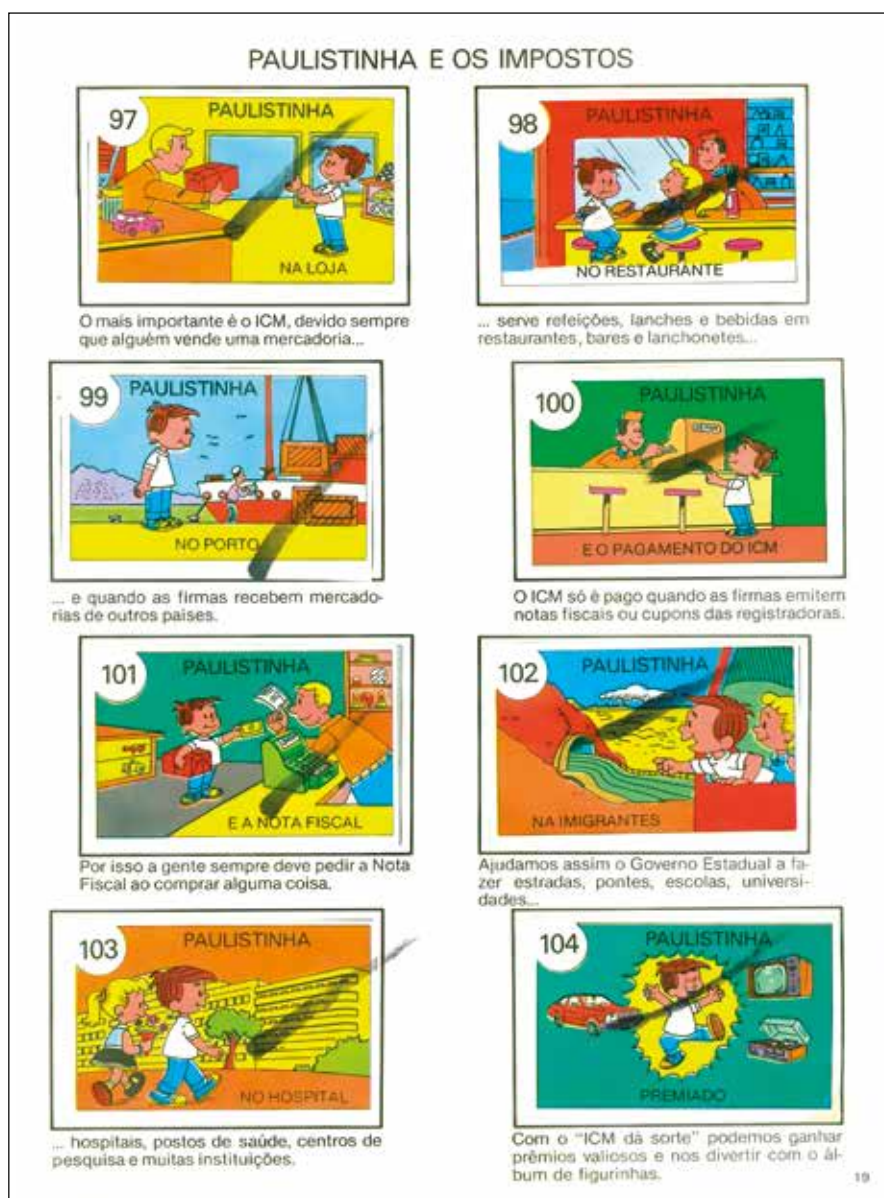 PAULISTINHA E OS IMPOSTOS
97
PAULISTINHA
NA LOJA
O mais importante é o ICM, devido sempre
que alguém vende uma mercadoria...
98
PAULISTINHA
NO RESTAURANTE
... serve refeições, lanches e bebidas em
restaurantes, bares e lanchonetes...
99
PAULISTINHA
NO PORTO
... e quando as firmas recebem mercado-
rias de outros países.
100
PAULISTINHA
E O PAGAMENTO DO ICM
O ICM só é pago quando as firmas emitem
notas fiscais ou cupons das registradoras.
101
PAULISTINHA
E A NOTA FISCAL
Por isso a gente sempre deve pedir a Nota
Fiscal ao comprar alguma coisa.
102
PAULISTINHA
NA IMIGRANTES
Ajudamos assim o Governo Estadual a fa-
zer estradas, pontes, escolas, universi-
dades...
103
PAULISTINHA
NO HOSPITAL
... hospitais, postos de saúde, centros de
pesquisa e muitas instituições.
104
PAULISTINHA
PREMIADO
Com o "ICM dá sorte" podemos ganhar
prêmios valiosos e nos divertir com o ál-
bum de figurinhas.
19